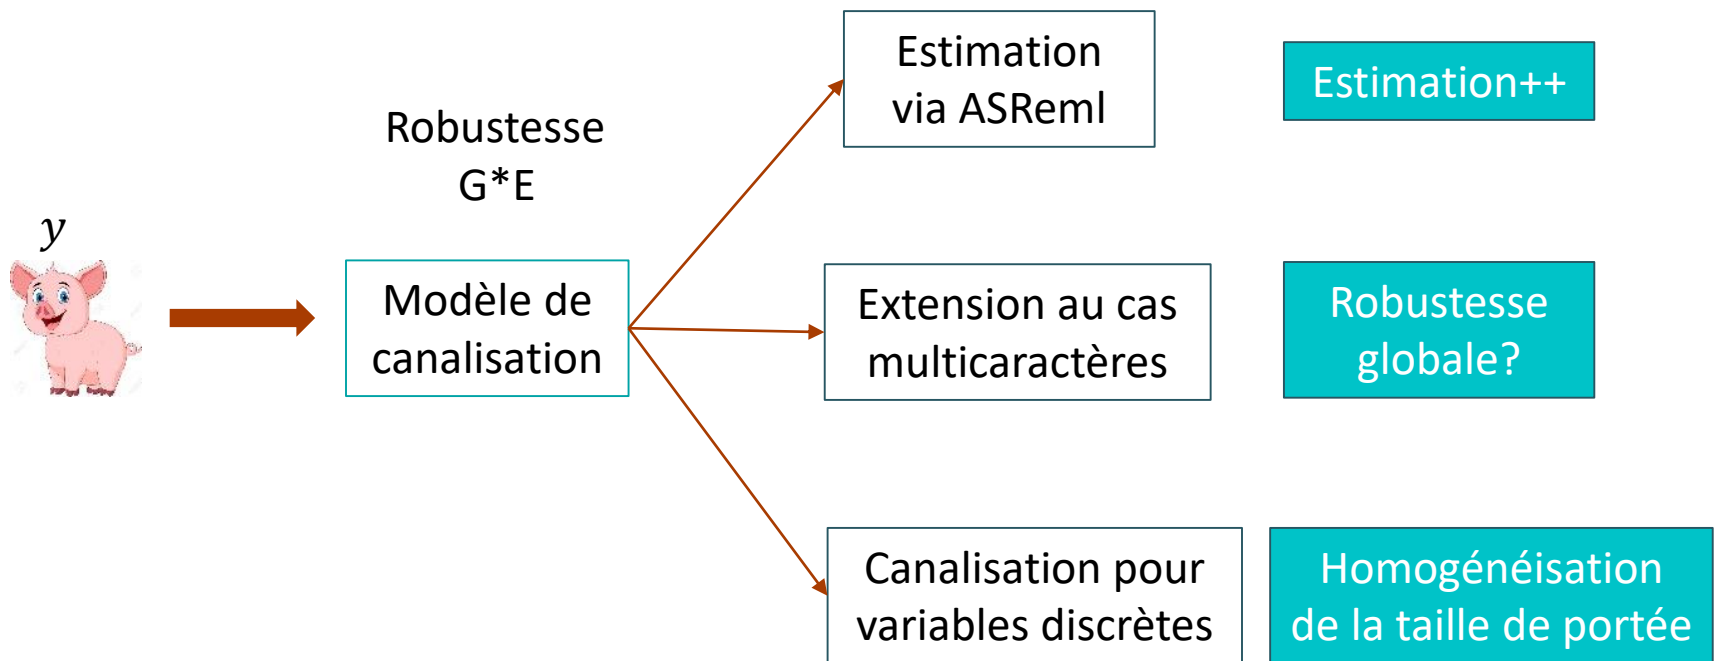 y
Robustesse
G*E
Modèle de
canalisation
Estimation
via ASReml
Estimation++
Extension au cas
multicaractères
Robustesse
globale?
Canalisation pour
variables discrètes
Homogénéisation
de la taille de portée